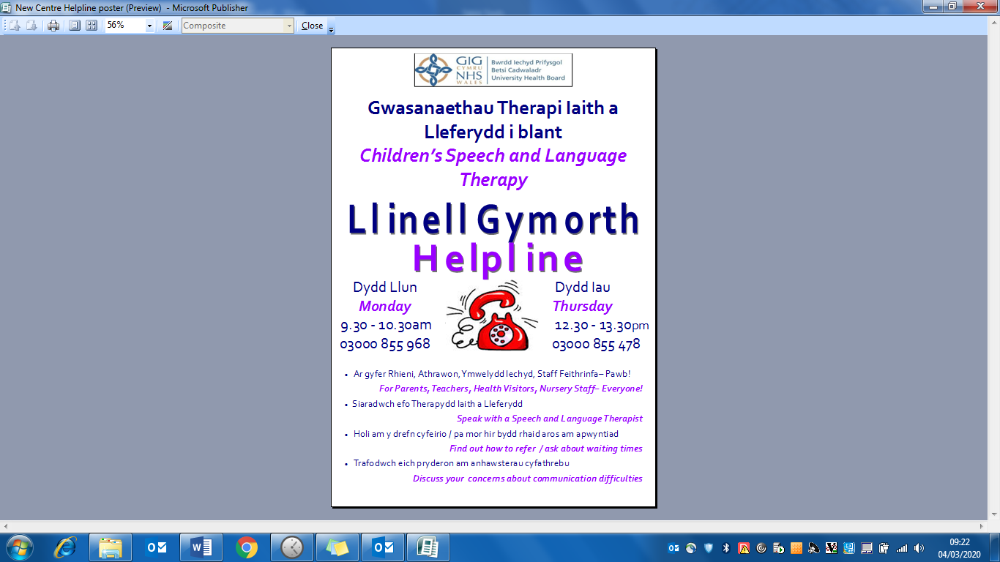 New Centre Helpline poster (Preview) - Microsoft Publisher
56%
Composite
Close
GIG
CYMRU
NHS
WALES
Bwrdd Iechyd Prifysgol
Betsi Cadwaladr
University Health Board
Gwasanaethau Therapi Iaith a
Lleferydd i blant
Children's Speech and Language
Therapy
Llinell Gymorth
Helpline
Dydd Llun
Monday
9.30 - 10.30am
03000 855 968
Dydd Iau
Thursday
12.30 - 13.30pm
03000 855 478
• Ar gyfer Rhieni, Athrawon, Ymwelydd Iechyd, Staff Feithrinfa– Pawb!
For Parents, Teachers, Health Visitors, Nursery Staff– Everyone!
• Siaradwch efo Therapydd Iaith a Lleferydd
Speak with a Speech and Language Therapist
• Holi am y drefn cyfeirio / pa mor hir bydd rhaid aros am apwyntiad
Find out how to refer / ask about waiting times
• Trafodwch eich pryderon am anhawsterau cyfathrebu
Discuss your concerns about communication difficulties
09:22
04/03/2020